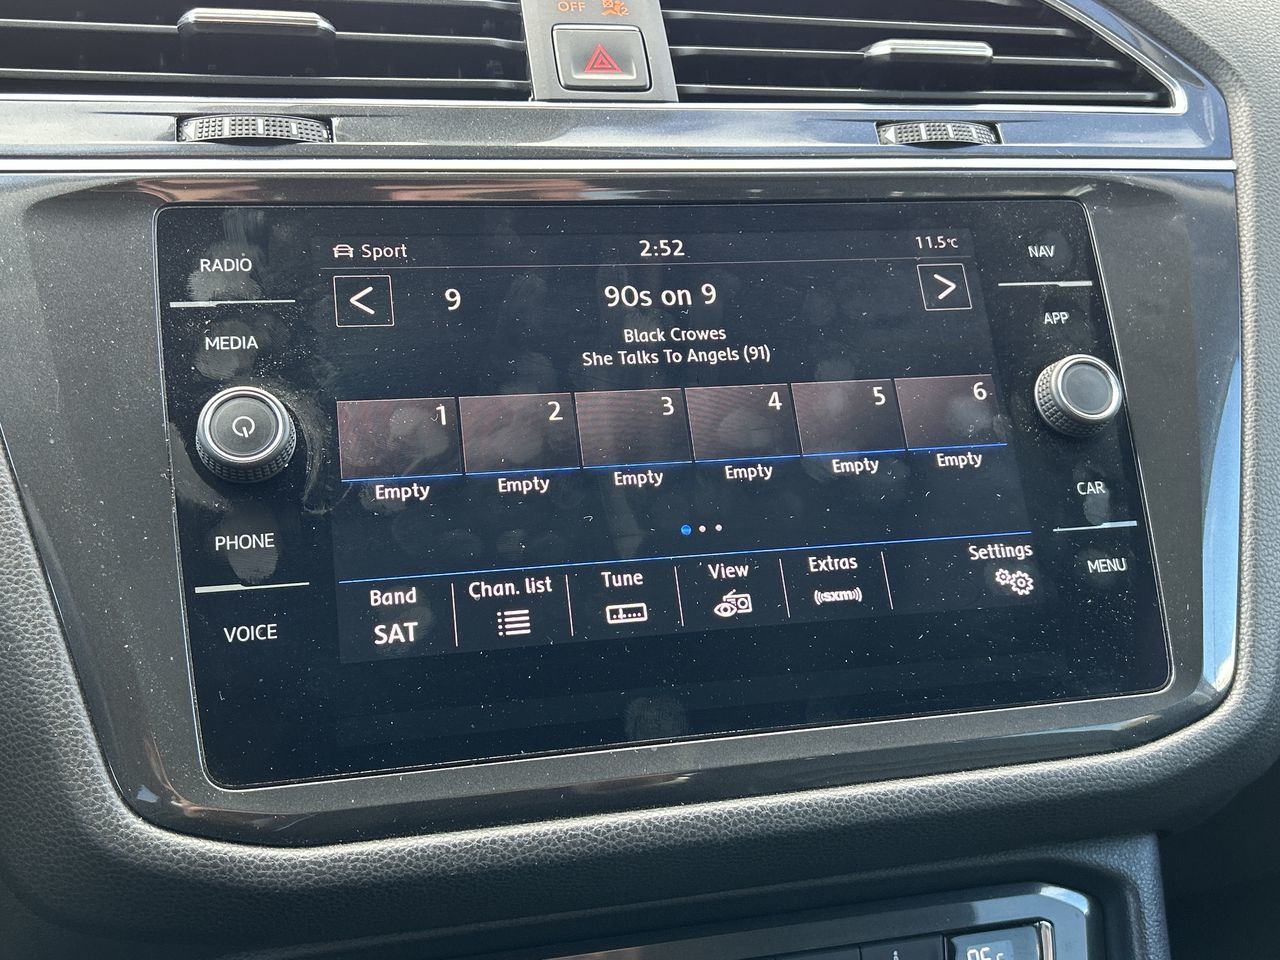 OFF
2
RADIO
MEDIA
PHONE
VOICE
Sport 2:52 11.5°C
< 9 90s on 9 >
Black Crowes
She Talks To Angels (91)
1 2 3 4 5 6
Empty Empty Empty Empty Empty Empty
Band Chan. list Tune View Extras Settings
SAT ((sxm))
NAV
APP
CAR
MENU